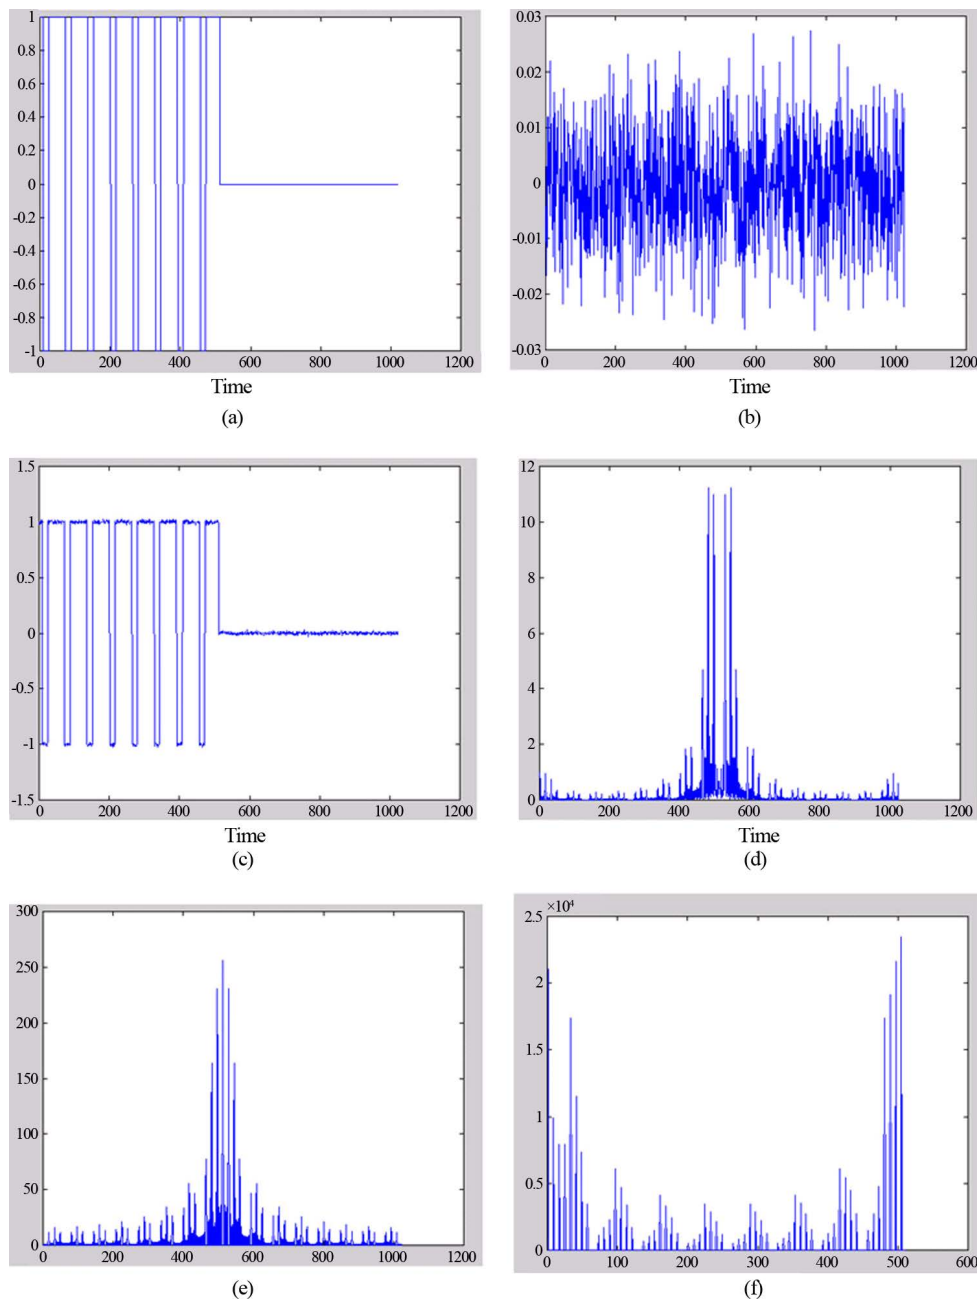 1
0.8
0.6
0.4
0.2
0
-0.2
-0.4
-0.6
-0.8
-1
0 200 400 600 800 1000 1200
Time
(a)
0.03
0.02
0.01
0
-0.01
-0.02
-0.03
0 200 400 600 800 1000 1200
Time
(b)
1.5
1
0.5
0
-0.5
-1
-1.5
0 200 400 600 800 1000 1200
Time
(c)
12
10
8
6
4
2
0
0 200 400 600 800 1000 1200
Time
(d)
300
250
200
150
100
50
0
0 200 400 600 800 1000 1200
(e)
×10⁴
2.5
2
1.5
1
0.5
0
0 100 200 300 400 500 600
(f)